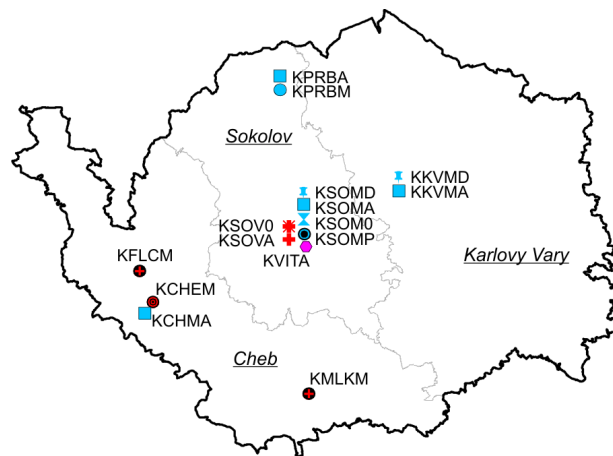 KPRBA
KPRBM
Sokolov
KKVMD
KKVMA
KSOMD
KSOMA
KSOV0 KSOM0
KSOVA KSOMP
KVITA
KFLCM
Karlovy Vary
KCHEM
KCHMA
Cheb
KMLKM